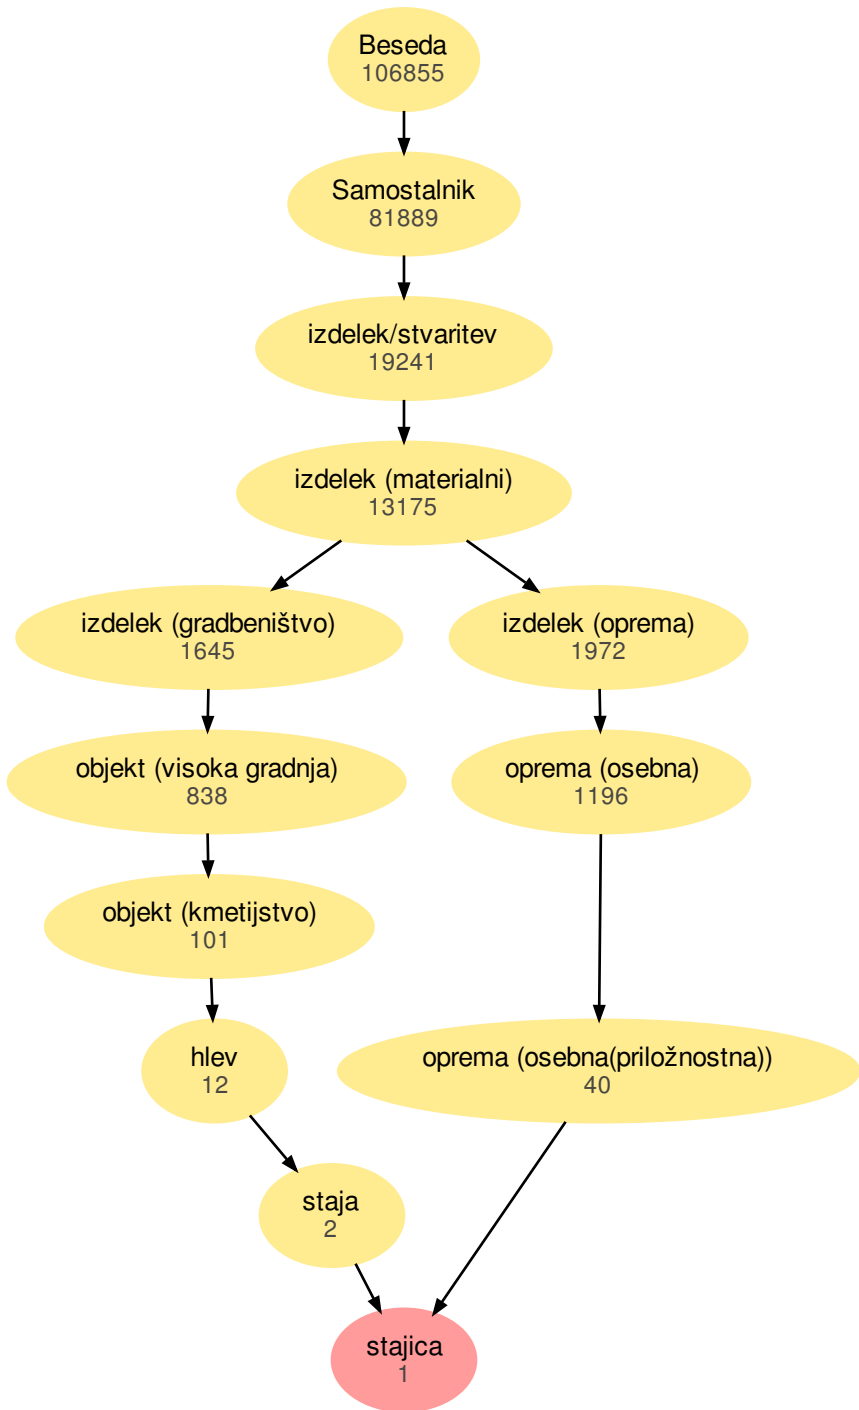 Beseda
106855
Samostalnik
81889
izdelek/stvaritev
19241
izdelek (materialni)
13175
izdelek (gradbeništvo)
1645
izdelek (oprema)
1972
objekt (visoka gradnja)
838
oprema (osebna)
1196
objekt (kmetijstvo)
101
hlev
12
oprema (osebna(priložnostna))
40
staja
2
stajica
1